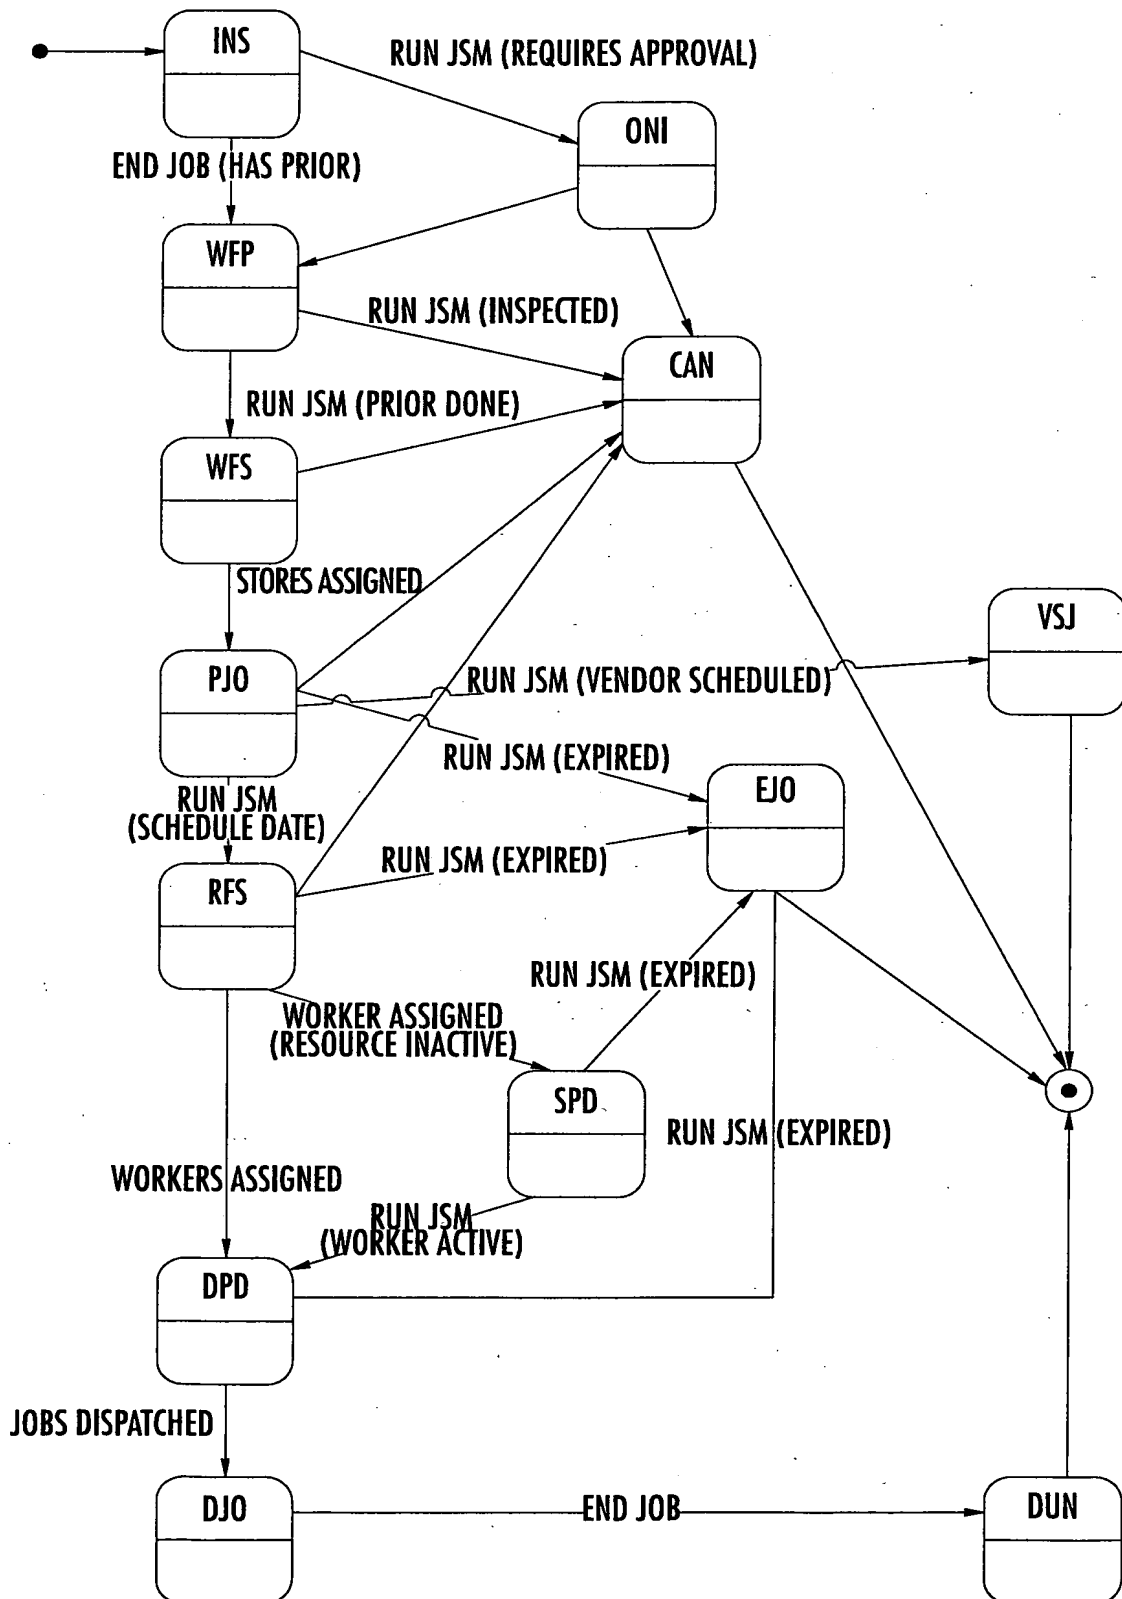 INS
RUN JSM (REQUIRES APPROVAL)
ONI
END JOB (HAS PRIOR)
WFP
RUN JSM (INSPECTED)
CAN
RUN JSM (PRIOR DONE)
WFS
STORES ASSIGNED
VSJ
PJO
RUN JSM (VENDOR SCHEDULED)
RUN JSM (EXPIRED)
EJO
RUN JSM
(SCHEDULE DATE)
RUN JSM (EXPIRED)
RFS
RUN JSM (EXPIRED)
WORKER ASSIGNED
(RESOURCE INACTIVE)
SPD
RUN JSM (EXPIRED)
WORKERS ASSIGNED
RUN JSM
(WORKER ACTIVE)
DPD
JOBS DISPATCHED
DJO
END JOB
DUN